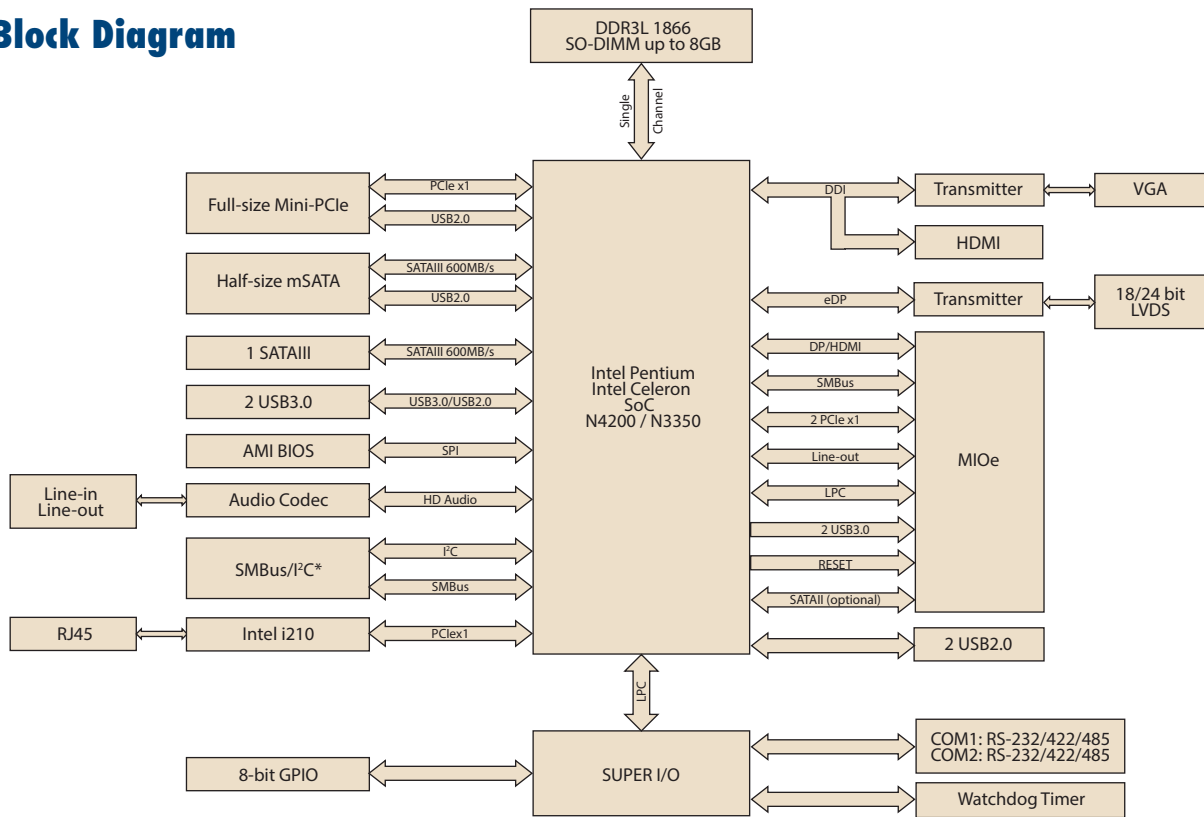 Block Diagram
DDR3L 1866
SO-DIMM up to 8GB
Single
Channel
Full-size Mini-PCIe
PCIe x1
USB2.0
Half-size mSATA
SATAIII 600MB/s
USB2.0
1 SATAIII
SATAIII 600MB/s
2 USB3.0
USB3.0/USB2.0
AMI BIOS
SPI
Line-in
Line-out
Audio Codec
HD Audio
SMBus/I²C*
I²C
SMBus
RJ45
Intel i210
PCIex1
Intel Pentium
Intel Celeron
SoC
N4200 / N3350
DDI
Transmitter
VGA
HDMI
eDP
Transmitter
18/24 bit
LVDS
DP/HDMI
SMBus
2 PCIe x1
Line-out
LPC
2 USB3.0
RESET
SATAII (optional)
MIOe
2 USB2.0
LPC
8-bit GPIO
SUPER I/O
COM1: RS-232/422/485
COM2: RS-232/422/485
Watchdog Timer